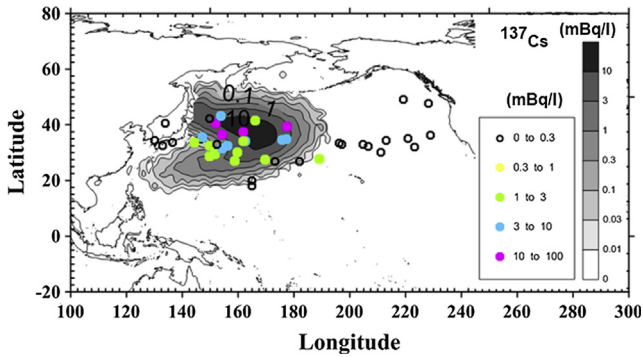 137Cs
(mBq/l)
(mBq/l)
0 to 0.3
0.3 to 1
1 to 3
3 to 10
10 to 100
10
3
1
0.3
0.1
0.03
0.01
0
0.1
1
10
80
60
40
20
0
-20
Latitude
100 120 140 160 180 200 220 240 260 280 300
Longitude